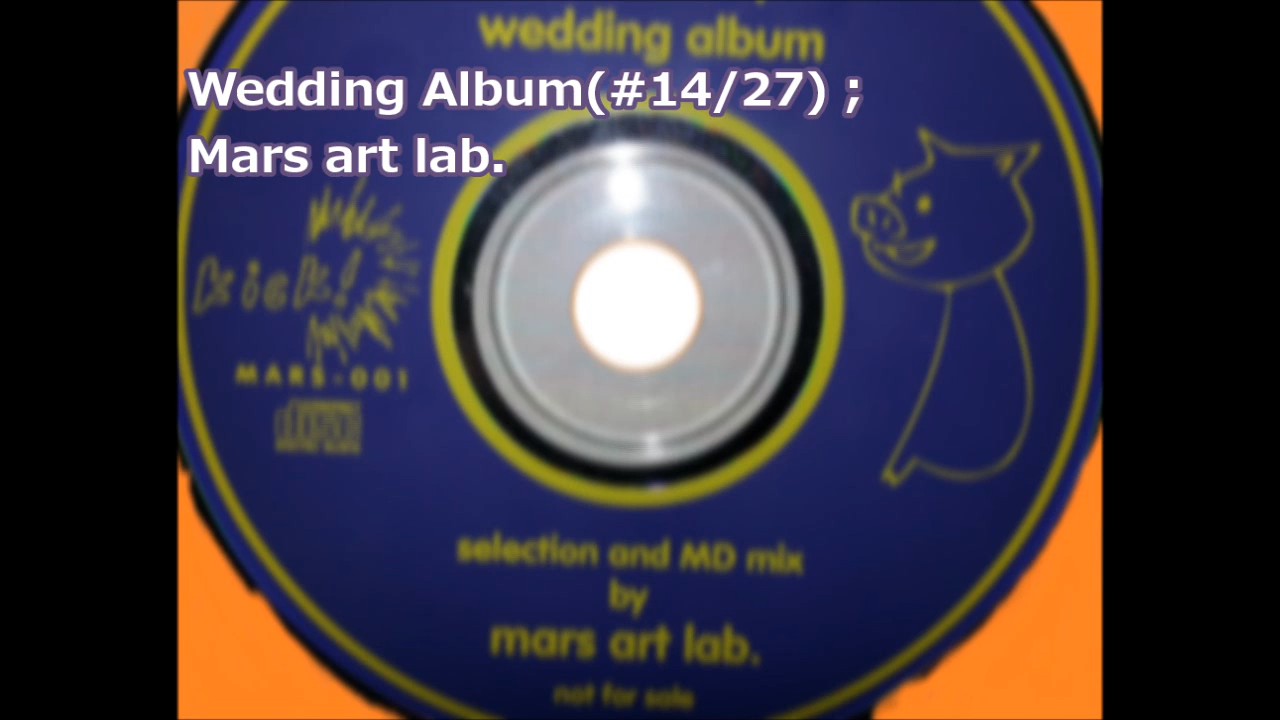 wedding album
Wedding Album(#14/27) ;
Mars art lab.
MARS-001
selection and MD mix
by
mars art lab.
not for sale